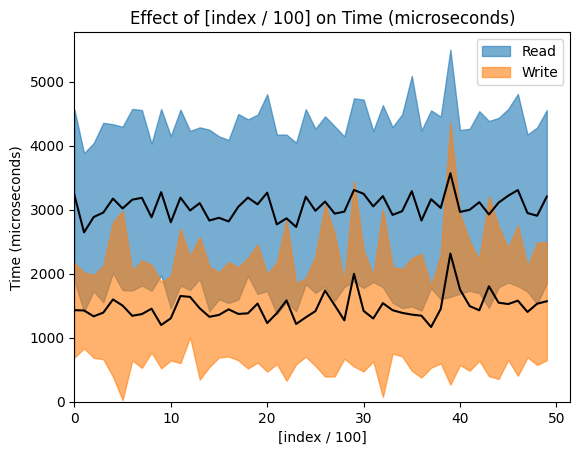 Effect of [index / 100] on Time (microseconds)
Read
Write
Time (microseconds)
5000
4000
3000
2000
1000
0
0 10 20 30 40 50
[index / 100]